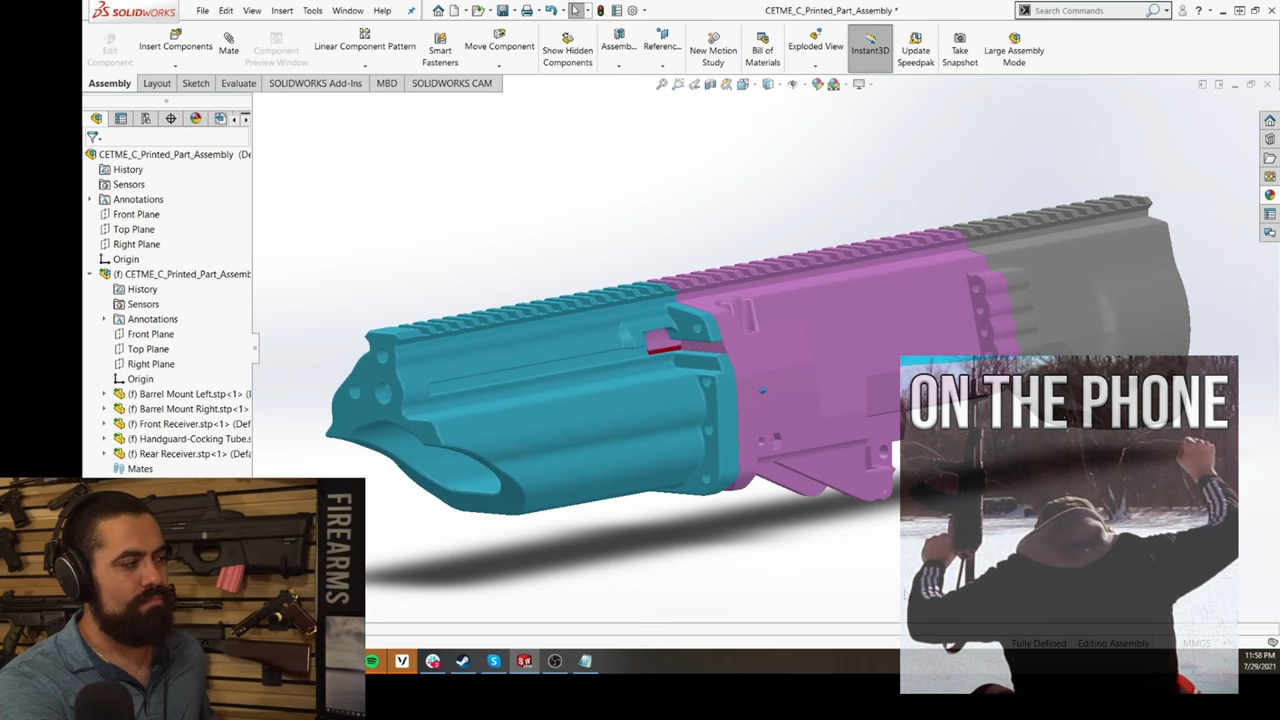 SOLIDWORKS File Edit View Insert Tools Window Help CETME_C_Printed_Part_Assembly * Search Commands
Edit Component
Insert Components
Mate
Component Preview Window
Linear Component Pattern
Smart Fasteners
Move Component
Show Hidden Components
Assemb...
Referenc...
New Motion Study
Bill of Materials
Exploded View
Instant3D
Update Speedpak
Take Snapshot
Large Assembly Mode
Assembly Layout Sketch Evaluate SOLIDWORKS Add-Ins MBD SOLIDWORKS CAM
CETME_C_Printed_Part_Assembly (De
History
Sensors
Annotations
Front Plane
Top Plane
Right Plane
Origin
(f) CETME_C_Printed_Part_Assemb
History
Sensors
Annotations
Front Plane
Top Plane
Right Plane
Origin
(f) Barrel Mount Left.stp<1> (
(f) Barrel Mount Right.stp<1>
(f) Front Receiver.stp<1> (Def
(f) Handguard-Cocking Tube.s
(f) Rear Receiver.stp<1> (Defa
Mates
ON THE PHONE
FIREARMS
Fully Defined Editing Assembly MMGS
11:58 PM
7/29/2021